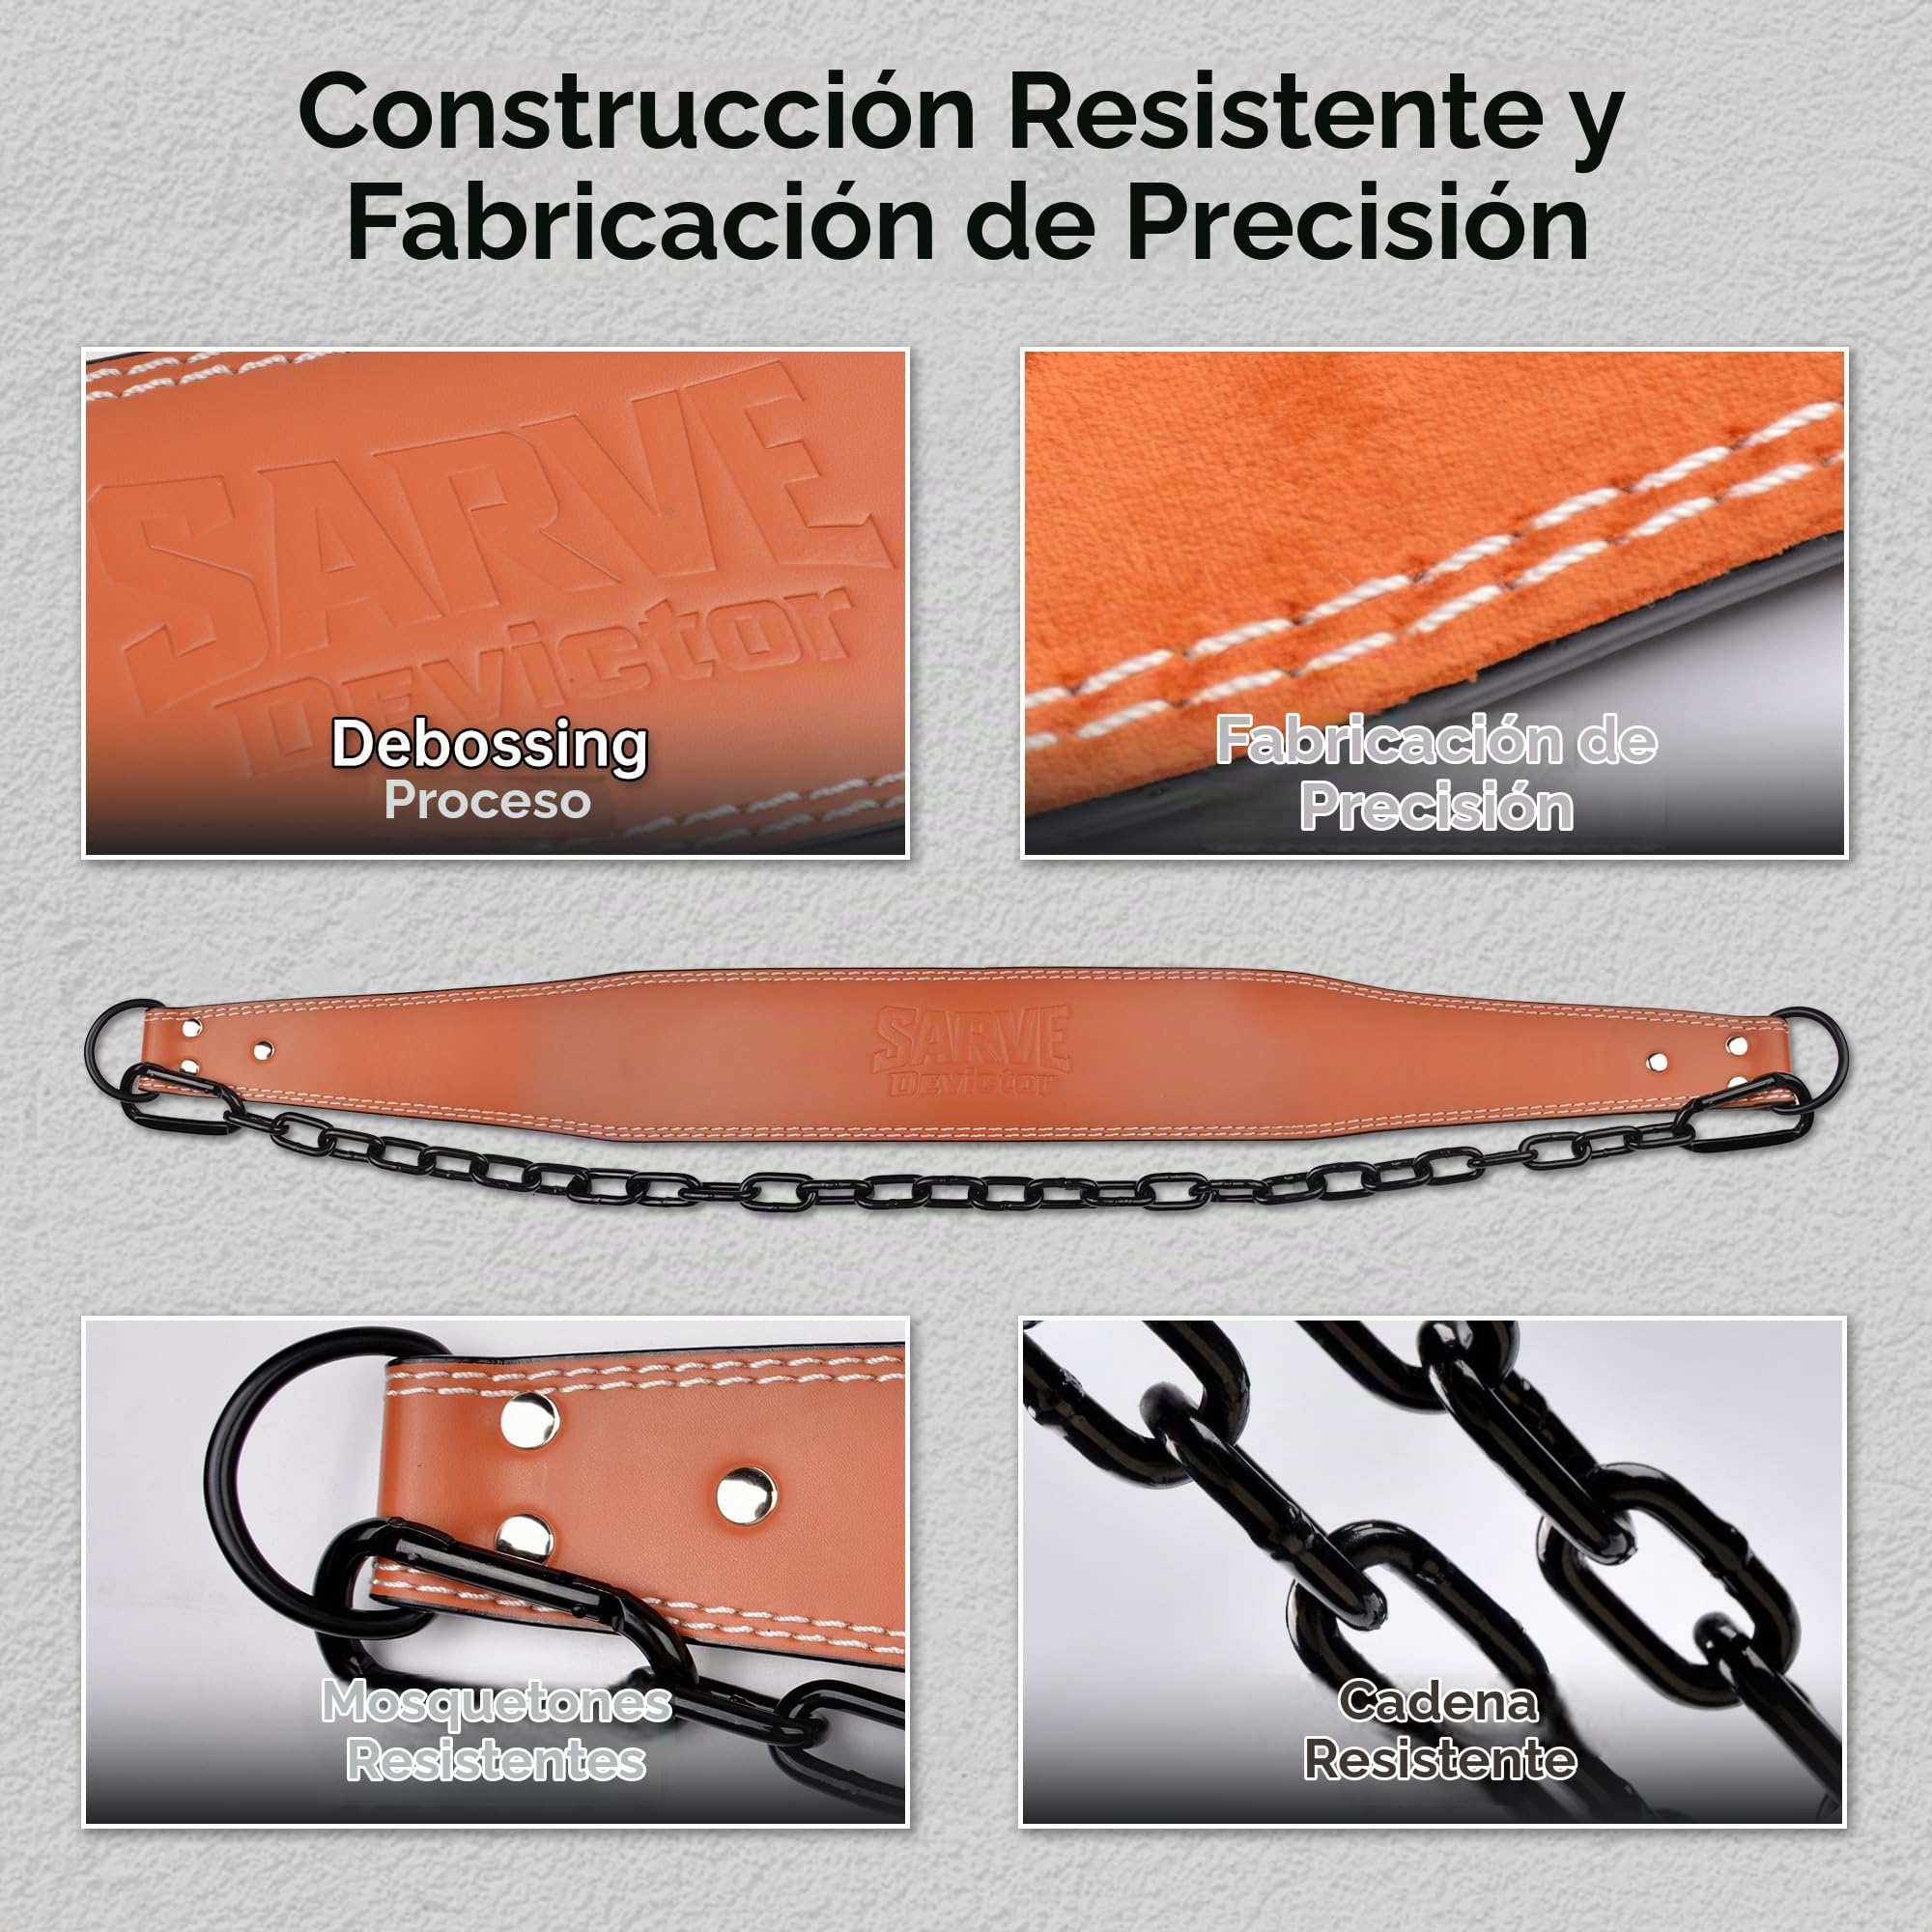 Construcción Resistente y
Fabricación de Precisión
SARVE
DEVictor
Debossing
Proceso
Fabricación de
Precisión
SARVE
DEVictor
Mosquetones
Resistentes
Cadena
Resistente